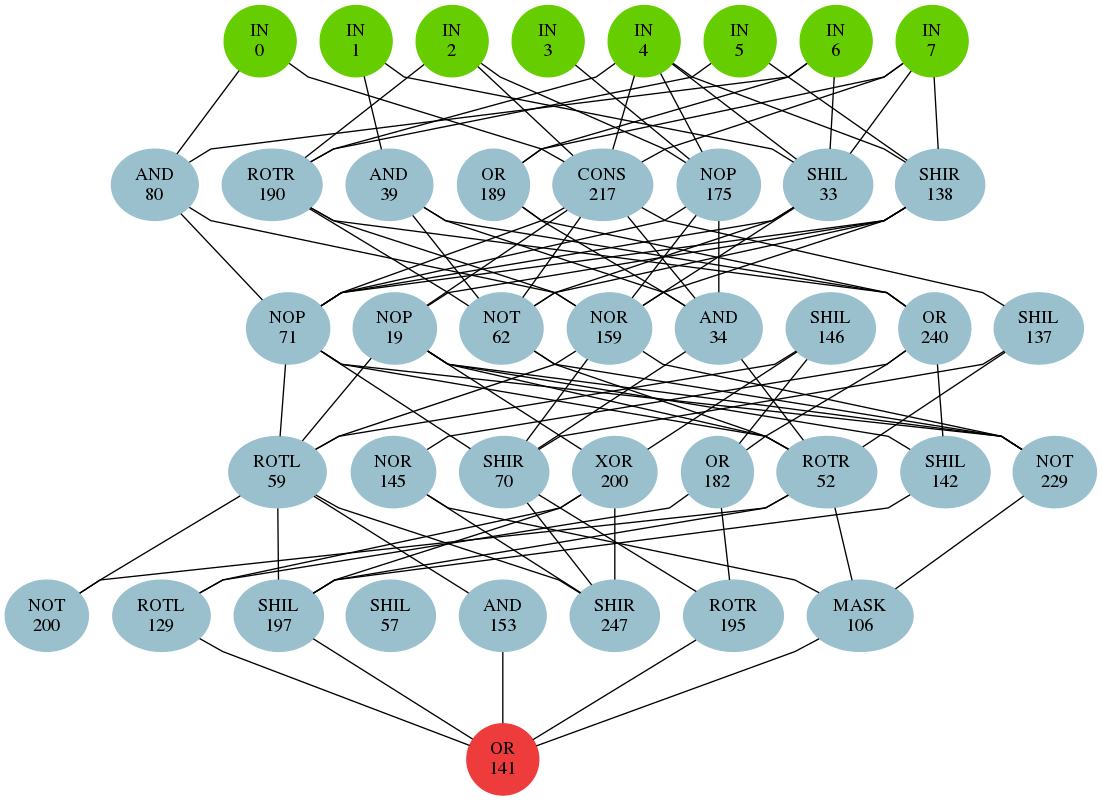 IN
0
IN
1
IN
2
IN
3
IN
4
IN
5
IN
6
IN
7
AND
80
ROTR
190
AND
39
OR
189
CONS
217
NOP
175
SHIL
33
SHIR
138
NOP
71
NOP
19
NOT
62
NOR
159
AND
34
SHIL
146
OR
240
SHIL
137
ROTL
59
NOR
145
SHIR
70
XOR
200
OR
182
ROTR
52
SHIL
142
NOT
229
NOT
200
ROTL
129
SHIL
197
SHIL
57
AND
153
SHIR
247
ROTR
195
MASK
106
OR
141